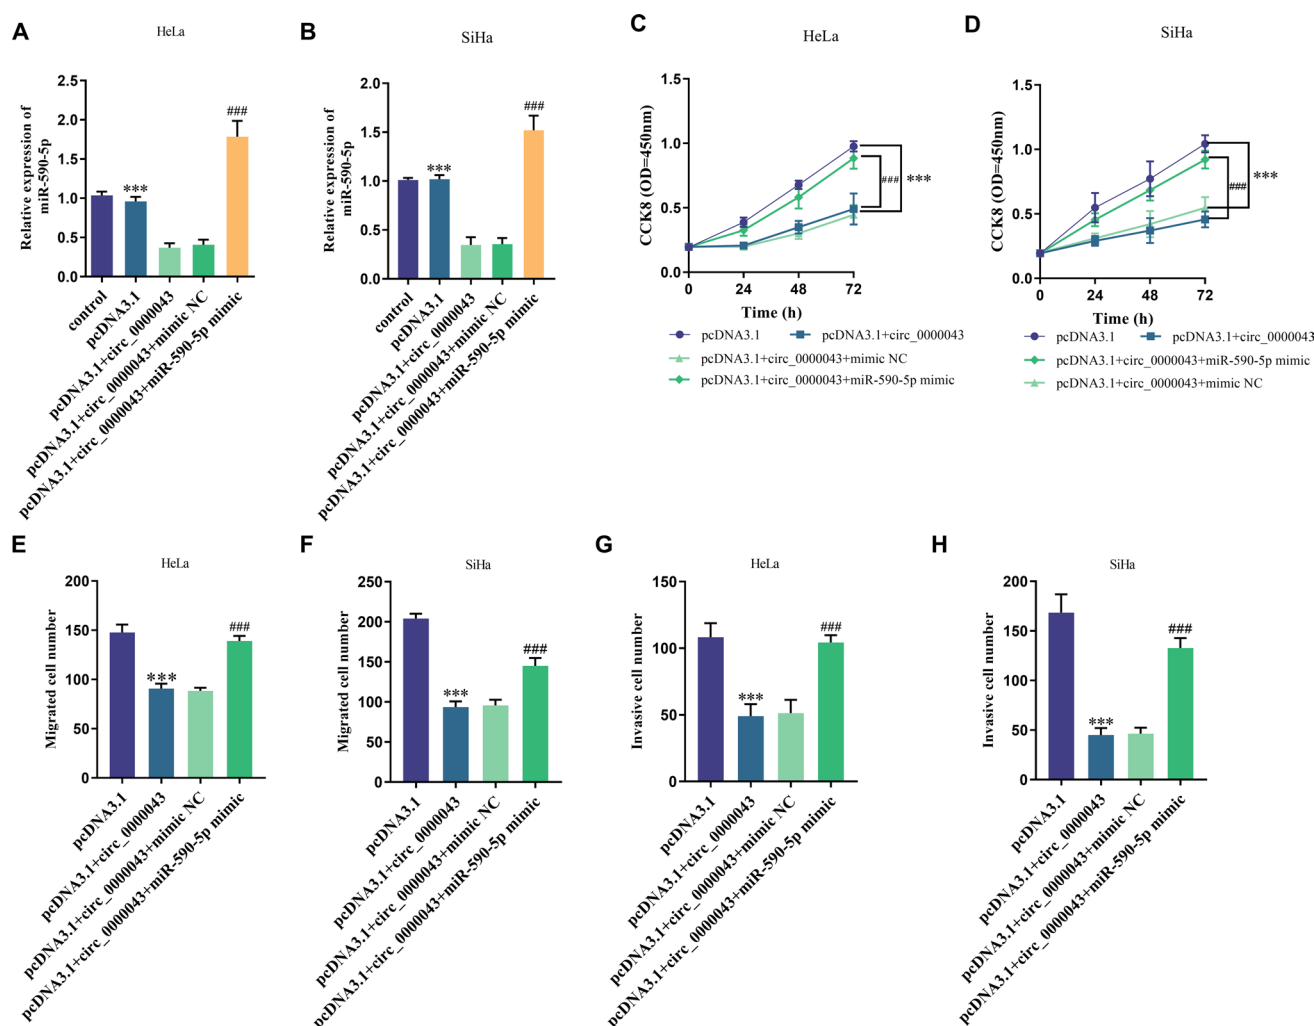 A
HeLa
Relative expression of
miR-590-5p
2.5
2.0
1.5
1.0
0.5
0.0
***
###
control
pcDNA3.1
pcDNA3.1+circ_0000043
pcDNA3.1+circ_0000043+mimic NC
pcDNA3.1+circ_0000043+miR-590-5p mimic
B
SiHa
Relative expression of
miR-590-5p
2.0
1.5
1.0
0.5
0.0
***
###
control
pcDNA3.1
pcDNA3.1+circ_0000043
pcDNA3.1+circ_0000043+mimic NC
pcDNA3.1+circ_0000043+miR-590-5p mimic
C
HeLa
CCK8 (OD=450nm)
1.5
1.0
0.5
0.0
0 24 48 72
Time (h)
###
***
pcDNA3.1 pcDNA3.1+circ_0000043
pcDNA3.1+circ_0000043+mimic NC
pcDNA3.1+circ_0000043+miR-590-5p mimic
D
SiHa
CCK8 (OD=450nm)
1.5
1.0
0.5
0.0
0 24 48 72
Time (h)
###
***
pcDNA3.1 pcDNA3.1+circ_0000043
pcDNA3.1+circ_0000043+miR-590-5p mimic
pcDNA3.1+circ_0000043+mimic NC
E
HeLa
Migrated cell number
200
150
100
50
0
***
###
pcDNA3.1
pcDNA3.1+circ_0000043
pcDNA3.1+circ_0000043+mimic NC
pcDNA3.1+circ_0000043+miR-590-5p mimic
F
SiHa
Migrated cell number
250
200
150
100
50
0
***
###
pcDNA3.1
pcDNA3.1+circ_0000043
pcDNA3.1+circ_0000043+mimic NC
pcDNA3.1+circ_0000043+miR-590-5p mimic
G
HeLa
Invasive cell number
150
100
50
0
***
###
pcDNA3.1
pcDNA3.1+circ_0000043
pcDNA3.1+circ_0000043+mimic NC
pcDNA3.1+circ_0000043+miR-590-5p mimic
H
SiHa
Invasive cell number
200
150
100
50
0
***
###
pcDNA3.1
pcDNA3.1+circ_0000043
pcDNA3.1+circ_0000043+mimic NC
pcDNA3.1+circ_0000043+miR-590-5p mimic